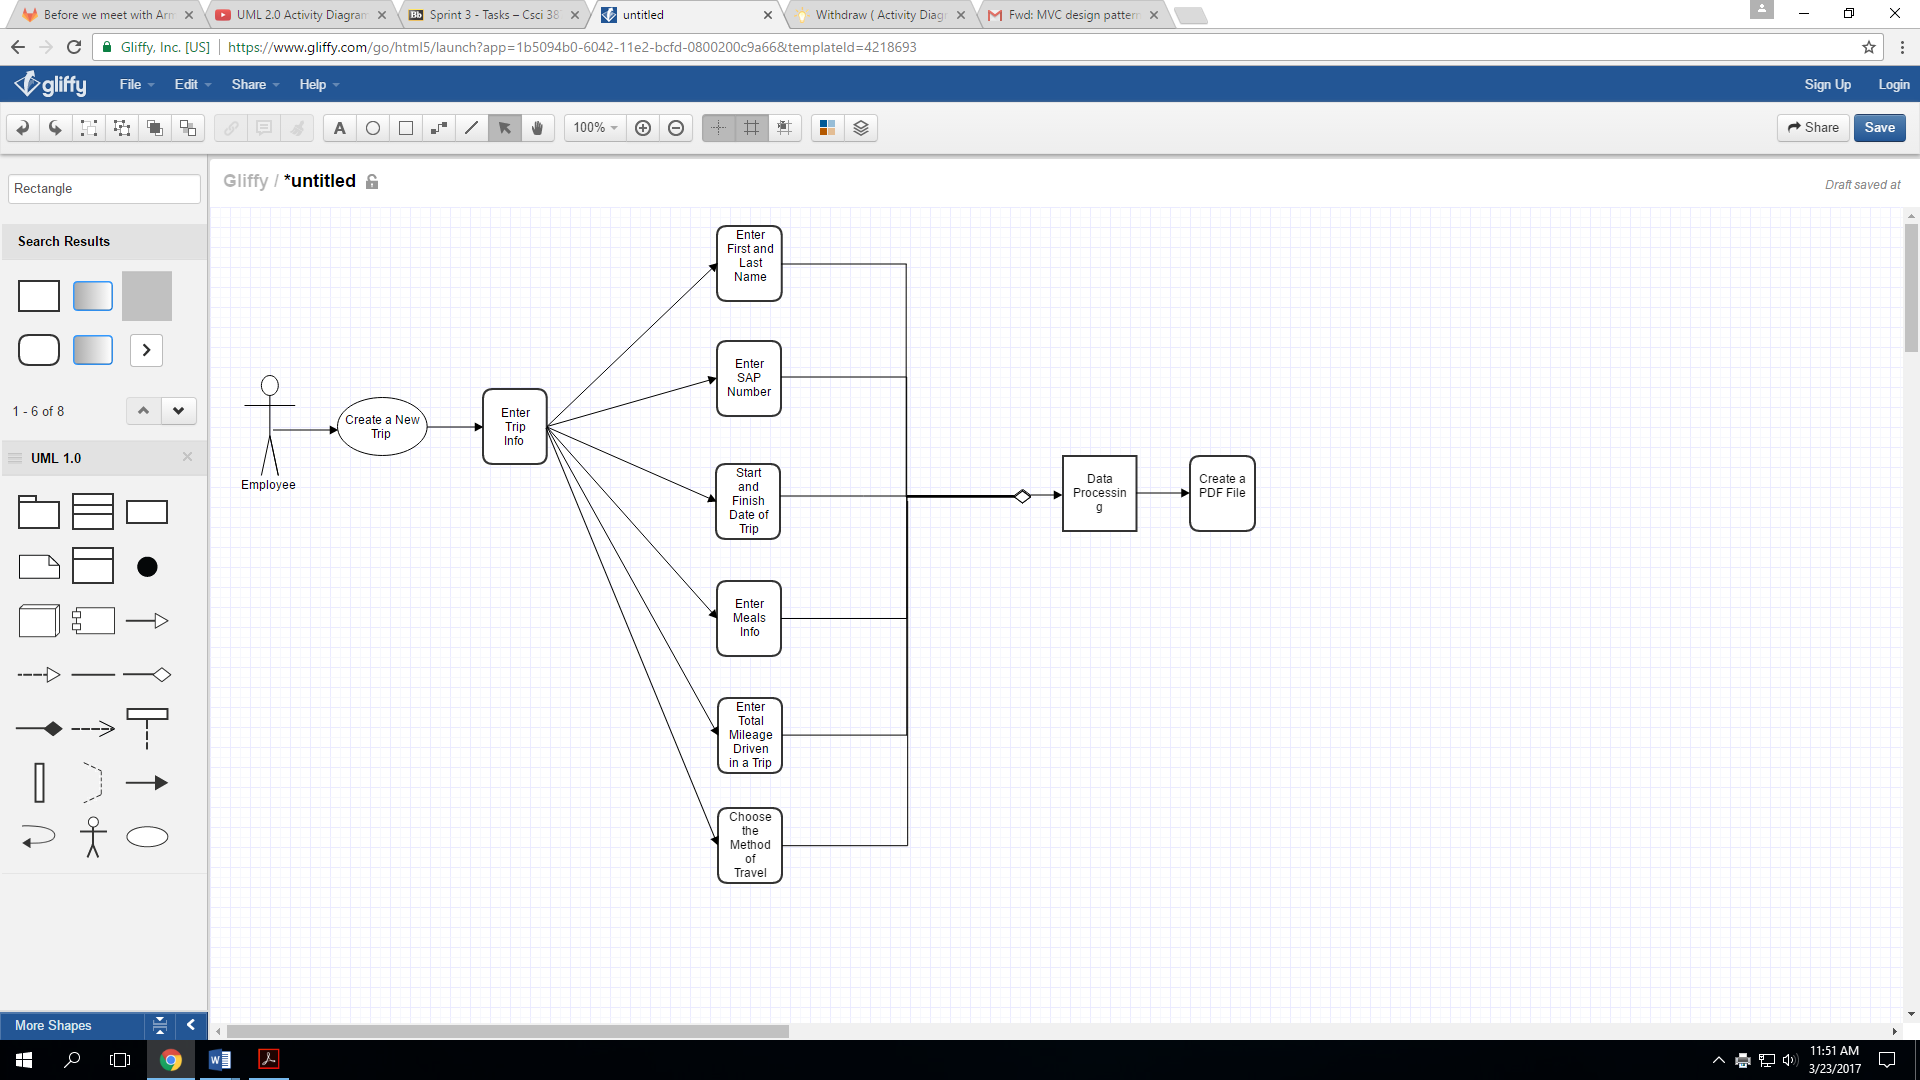 Before we meet with Arm
UML 2.0 Activity Diagram
Bb
Sprint 3 - Tasks – Csci 38
untitled
Withdraw ( Activity Diagr
Fwd: MVC design pattern
Gliffy, Inc. [US]
https://www.gliffy.com/go/html5/launch?app=1b5094b0-6042-11e2-bcfd-0800200c9a66&templateId=4218693
gliffy
File
Edit
Share
Help
Sign Up
Login
A
100%
Share
Save
Rectangle
Gliffy / *untitled
Draft saved at
Search Results
1 - 6 of 8
UML 1.0
More Shapes
Employee
Create a New
Trip
Enter
Trip
Info
Enter
First and
Last
Name
Enter
SAP
Number
Start
and
Finish
Date of
Trip
Enter
Meals
Info
Enter
Total
Mileage
Driven
in a Trip
Choose
the
Method
of
Travel
Data
Processin
g
Create a
PDF File
11:51 AM
3/23/2017